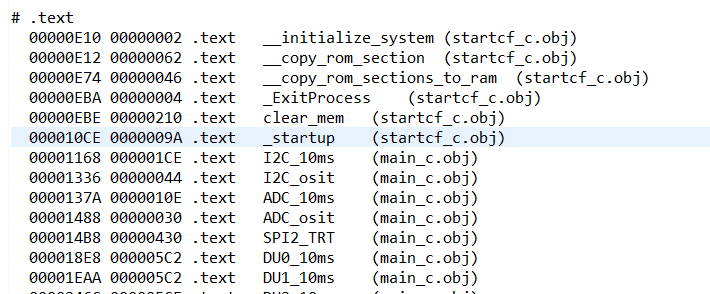 # .text
00000E10 00000002 .text __initialize_system (startcf_c.obj)
00000E12 00000062 .text __copy_rom_section (startcf_c.obj)
00000E74 00000046 .text __copy_rom_sections_to_ram (startcf_c.obj)
00000EBA 00000004 .text _ExitProcess (startcf_c.obj)
00000EBE 00000210 .text clear_mem (startcf_c.obj)
000010CE 0000009A .text _startup (startcf_c.obj)
00001168 000001CE .text I2C_10ms (main_c.obj)
00001336 00000044 .text I2C_osit (main_c.obj)
0000137A 0000010E .text ADC_10ms (main_c.obj)
00001488 00000030 .text ADC_osit (main_c.obj)
000014B8 00000430 .text SPI2_TRT (main_c.obj)
000018E8 000005C2 .text DU0_10ms (main_c.obj)
00001EAA 000005C2 .text DU1_10ms (main_c.obj)